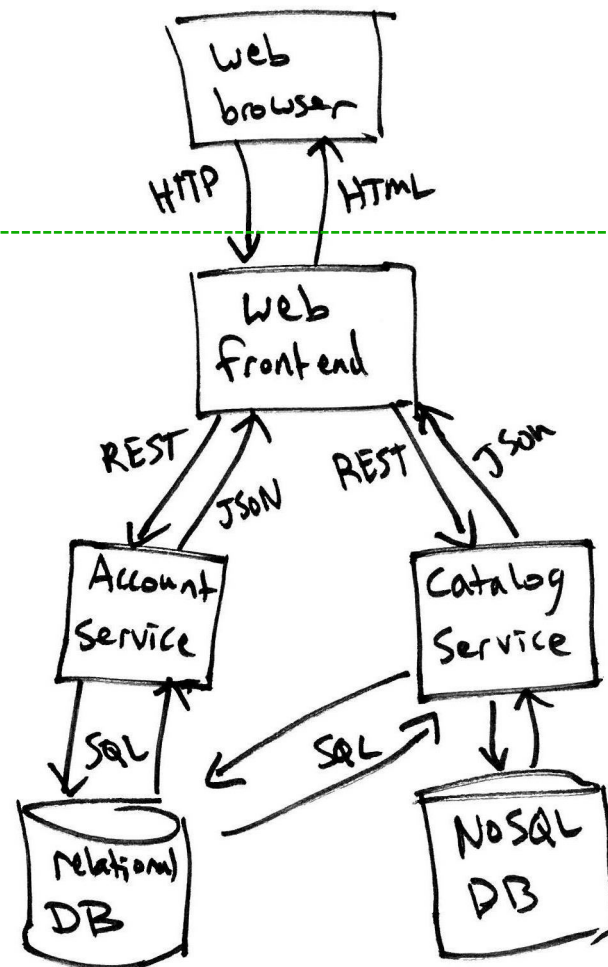 web
browser
HTTP
HTML
web
frontend
REST
JSON
REST
JSON
Account
Service
Catalog
Service
SQL
SQL
relational
DB
NoSQL
DB